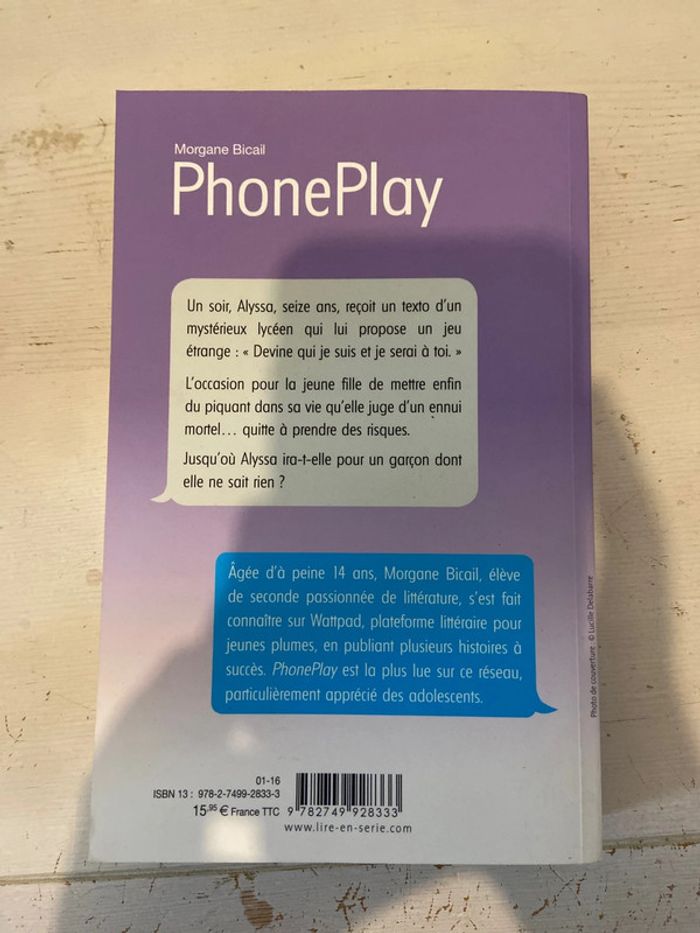 Morgane Bicail
PhonePlay
Un soir, Alyssa, seize ans, reçoit un texto d'un
mystérieux lycéen qui lui propose un jeu
étrange : « Devine qui je suis et je serai à toi. »
L'occasion pour la jeune fille de mettre enfin
du piquant dans sa vie qu'elle juge d'un ennui
mortel... quitte à prendre des risques.
Jusqu'où Alyssa ira-t-elle pour un garçon dont
elle ne sait rien ?
Âgée d'à peine 14 ans, Morgane Bicail, élève
de seconde passionnée de littérature, s'est fait
connaître sur Wattpad, plateforme littéraire pour
jeunes plumes, en publiant plusieurs histoires à
succès. PhonePlay est la plus lue sur ce réseau,
particulièrement apprécié des adolescents.
Photo de couverture : © Lucille Delabarre
01-16
ISBN 13 : 978-2-7499-2833-3
15,95 € France TTC
9 782749 928333
www.lire-en-serie.com